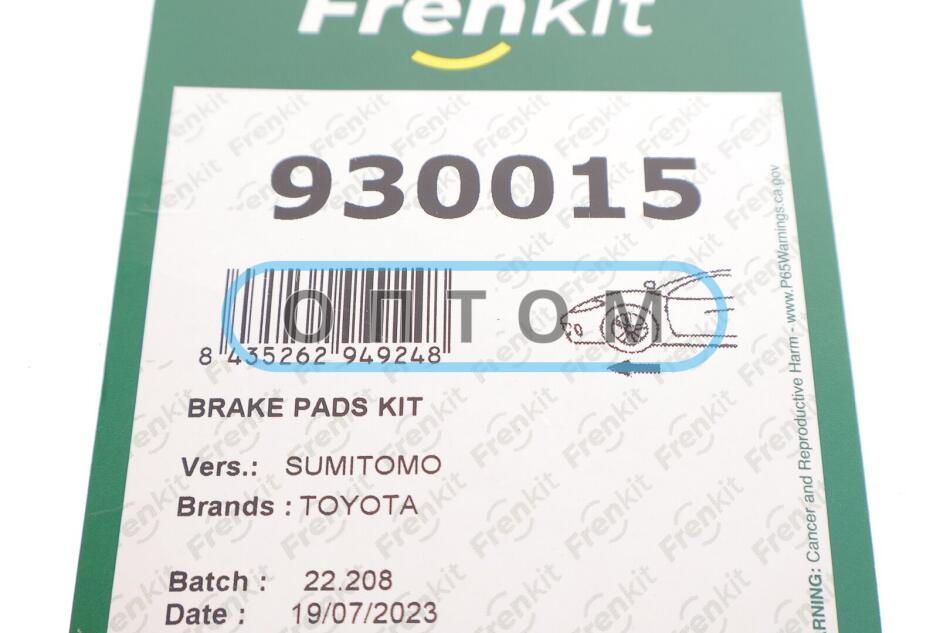 Frenkit
930015
ОПТОМ
8 435262 949248
BRAKE PADS KIT
Vers.: SUMITOMO
Brands : TOYOTA
Batch : 22.208
Date : 19/07/2023
RNING: Cancer and Reproductive Harm - www.P65Warnings.ca.gov